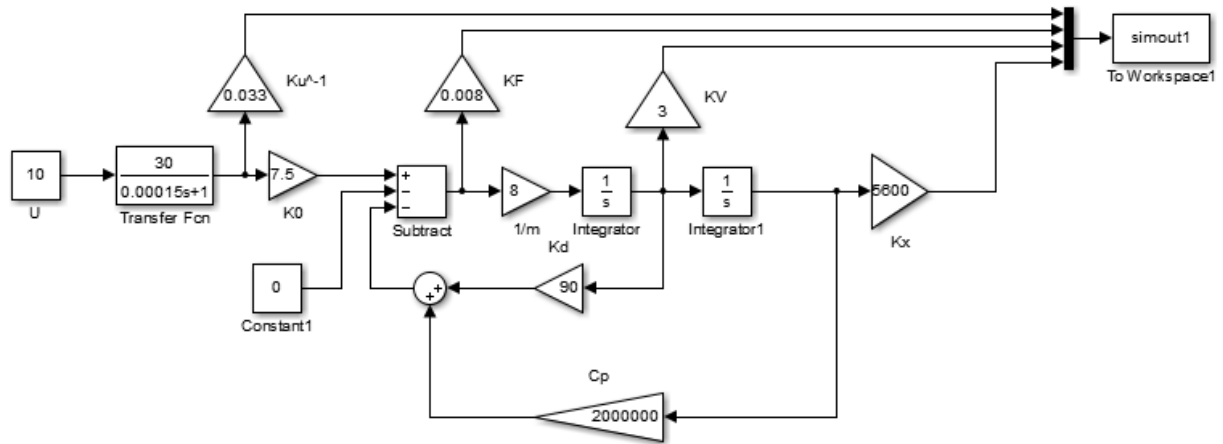 simout1
To Workspace1
0.033
Ku^-1
0.008
KF
3
KV
10
U
30
0.00015s+1
Transfer Fcn
7.5
K0
+
−
−
Subtract
8
1/m
1
s
Integrator
1
s
Integrator1
5600
Kx
Kd
90
0
Constant1
+
+
Cp
2000000